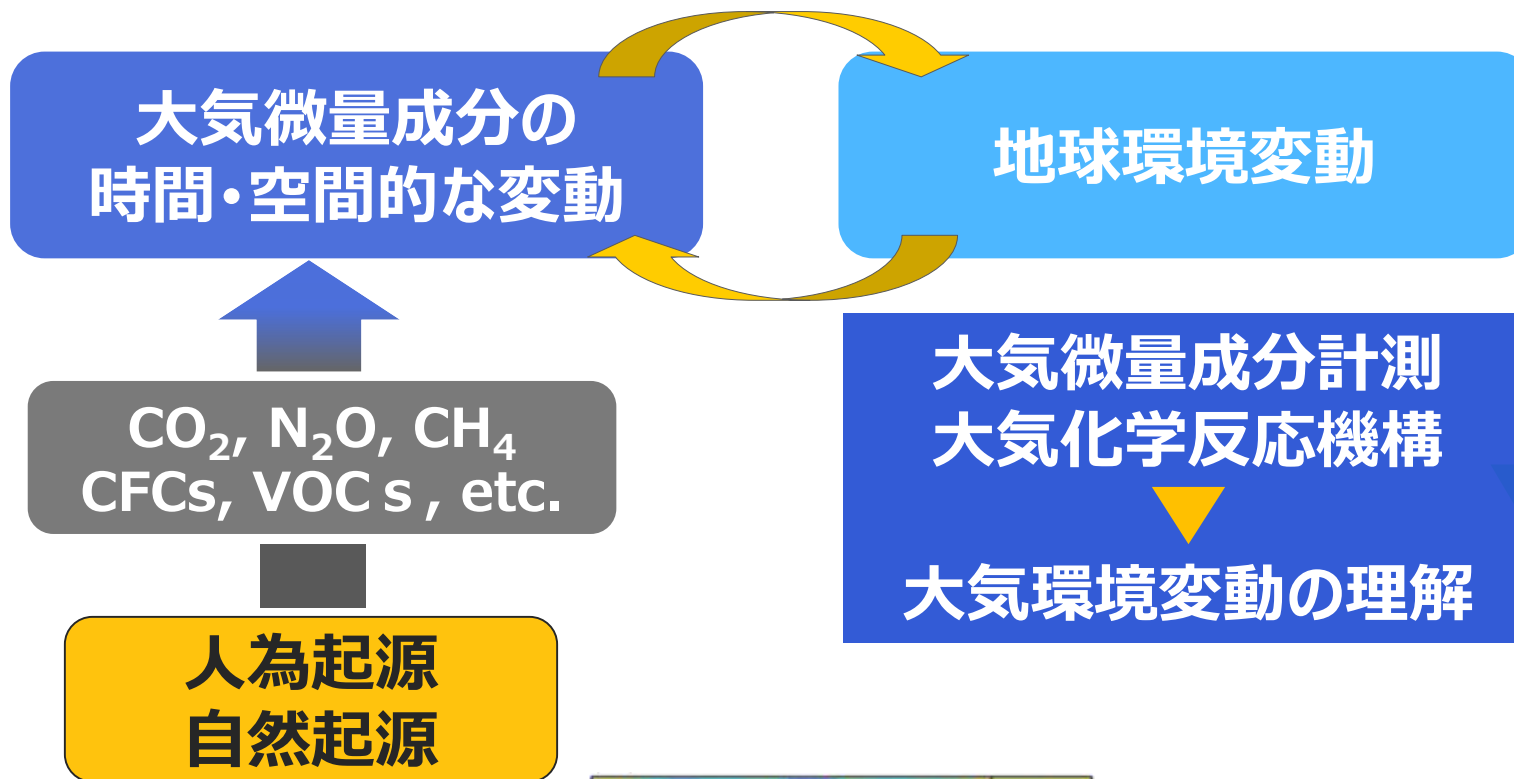 大気微量成分の
時間・空間的な変動
地球環境変動
CO₂, N₂O, CH₄
CFCs, VOC s , etc.
人為起源
自然起源
大気微量成分計測
大気化学反応機構
大気環境変動の理解